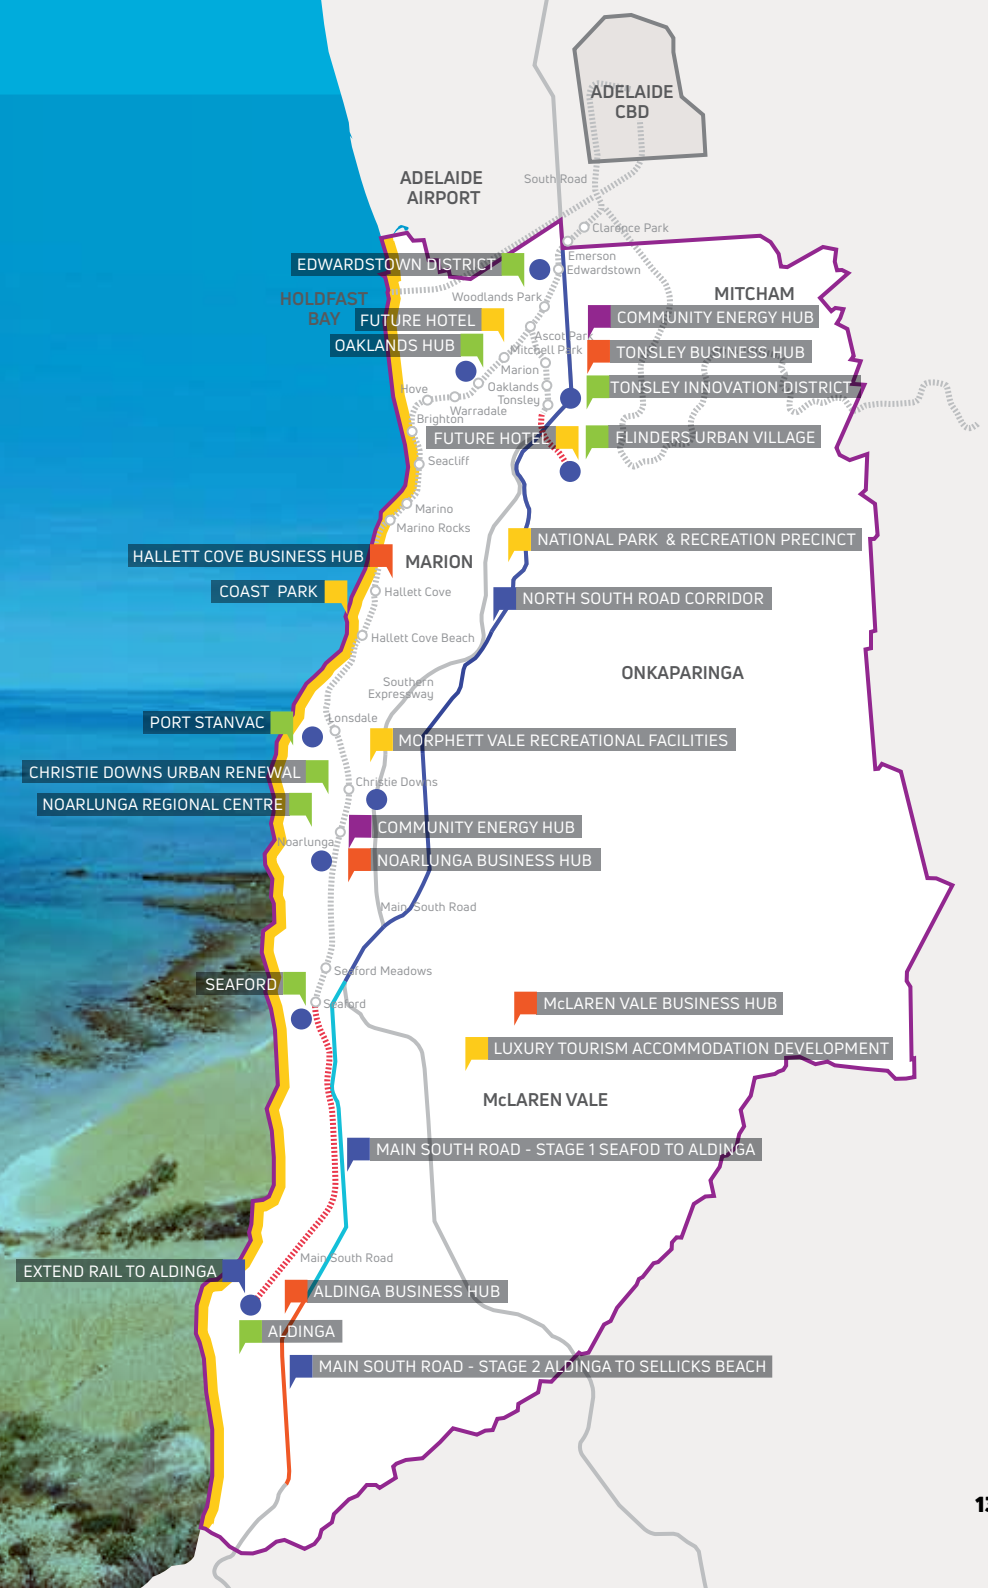 ADELAIDE
CBD
ADELAIDE
AIRPORT
South Road
Clarence Park
EDWARDSTOWN DISTRICT
Emerson
Edwardstown
HOLDFAST
BAY
Woodlands Park
MITCHAM
FUTURE HOTEL
COMMUNITY ENERGY HUB
Ascot Park
OAKLANDS HUB
Mitchell Park
TONSLEY BUSINESS HUB
Marion
Hove
Oaklands
TONSLEY INNOVATION DISTRICT
Tonsley
Warradale
Brighton
FUTURE HOTEL
FLINDERS URBAN VILLAGE
Seacliff
Marino
Marino Rocks
NATIONAL PARK & RECREATION PRECINCT
HALLETT COVE BUSINESS HUB
MARION
COAST PARK
Hallett Cove
NORTH SOUTH ROAD CORRIDOR
Hallett Cove Beach
ONKAPARINGA
Southern
Expressway
PORT STANVAC
Lonsdale
MORPHETT VALE RECREATIONAL FACILITIES
CHRISTIE DOWNS URBAN RENEWAL
Christie Downs
NOARLUNGA REGIONAL CENTRE
COMMUNITY ENERGY HUB
Noarlunga
NOARLUNGA BUSINESS HUB
Main South Road
Seaford Meadows
SEAFORD
Seaford
McLAREN VALE BUSINESS HUB
LUXURY TOURISM ACCOMMODATION DEVELOPMENT
McLAREN VALE
MAIN SOUTH ROAD - STAGE 1 SEAFOD TO ALDINGA
Main South Road
EXTEND RAIL TO ALDINGA
ALDINGA BUSINESS HUB
ALDINGA
MAIN SOUTH ROAD - STAGE 2 ALDINGA TO SELLICKS BEACH